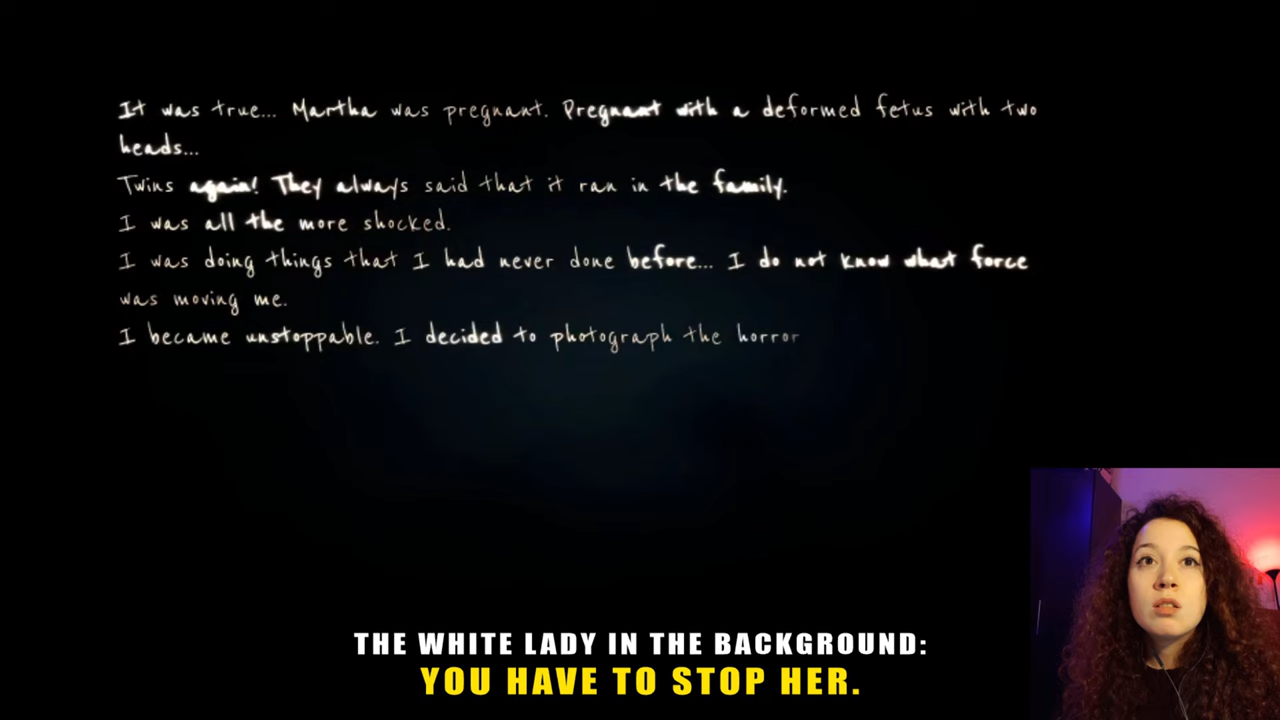 It was true... Martha was pregnant. Pregnant with a deformed fetus with two
heads...
Twins again! They always said that it ran in the family.
I was all the more shocked.
I was doing things that I had never done before... I do not know what force
was moving me.
I became unstoppable. I decided to photograph the horror
THE WHITE LADY IN THE BACKGROUND:
YOU HAVE TO STOP HER.